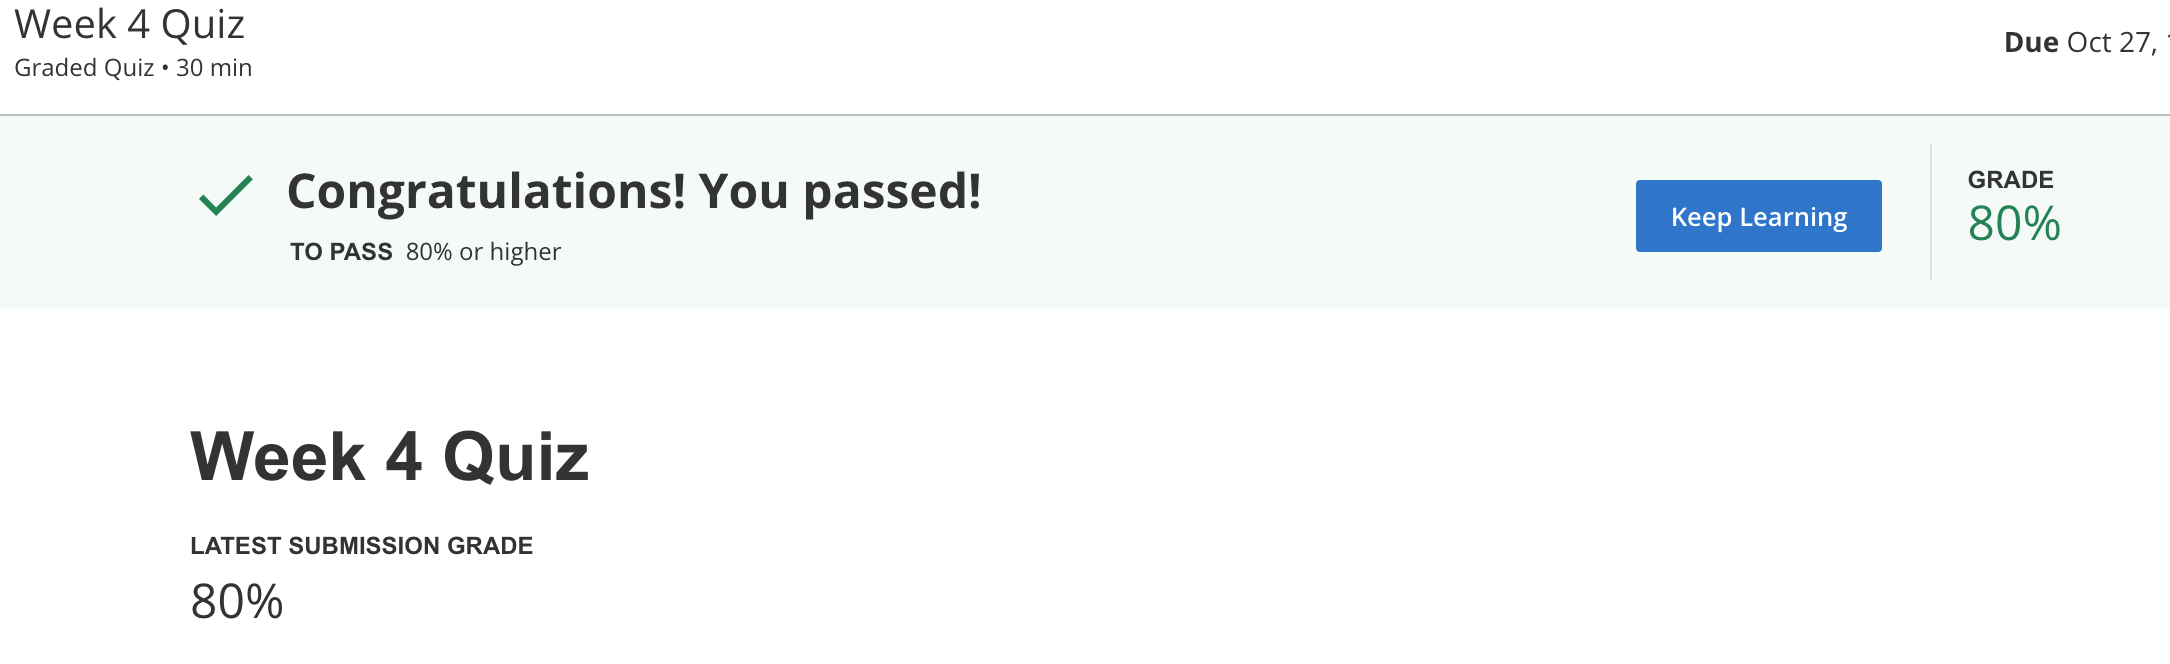 Week 4 Quiz
Graded Quiz • 30 min
Due Oct 27,
Congratulations! You passed!
TO PASS 80% or higher
Keep Learning
GRADE
80%
Week 4 Quiz
LATEST SUBMISSION GRADE
80%